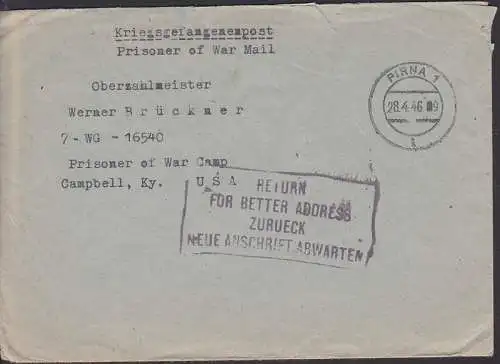 Kriegsgefangenenpost
Prisoner of War Mail
Oberzahlmeister
Werner Brückner
7-WG-16540
Prisoner of War Camp
Campbell, Ky. USA
PIRNA 1
28.4.46
RETURN
FOR BETTER ADDRESS
ZURUECK
NEUE ANSCHRIFT ABWARTEN